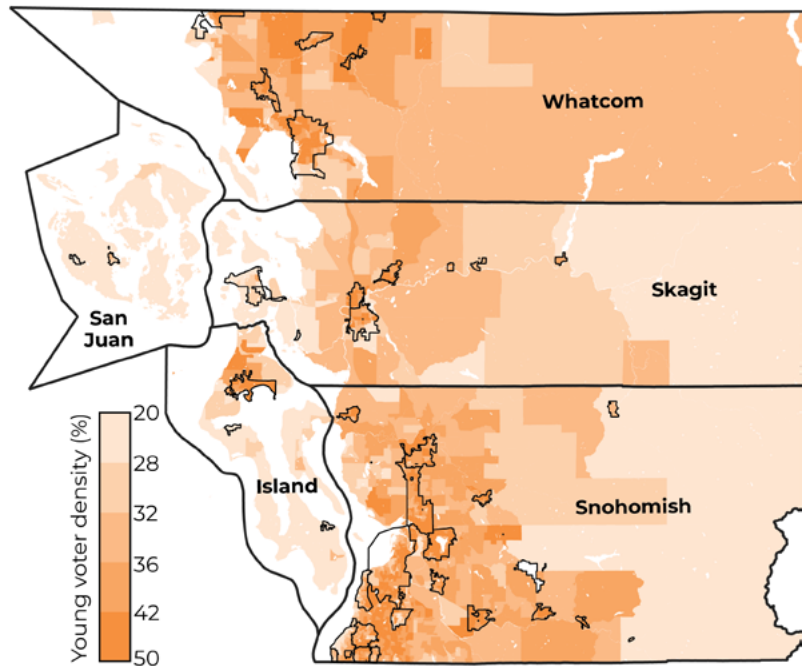 Whatcom
Skagit
San
Juan
Island
Snohomish
Young voter density (%)
20
28
32
36
42
50